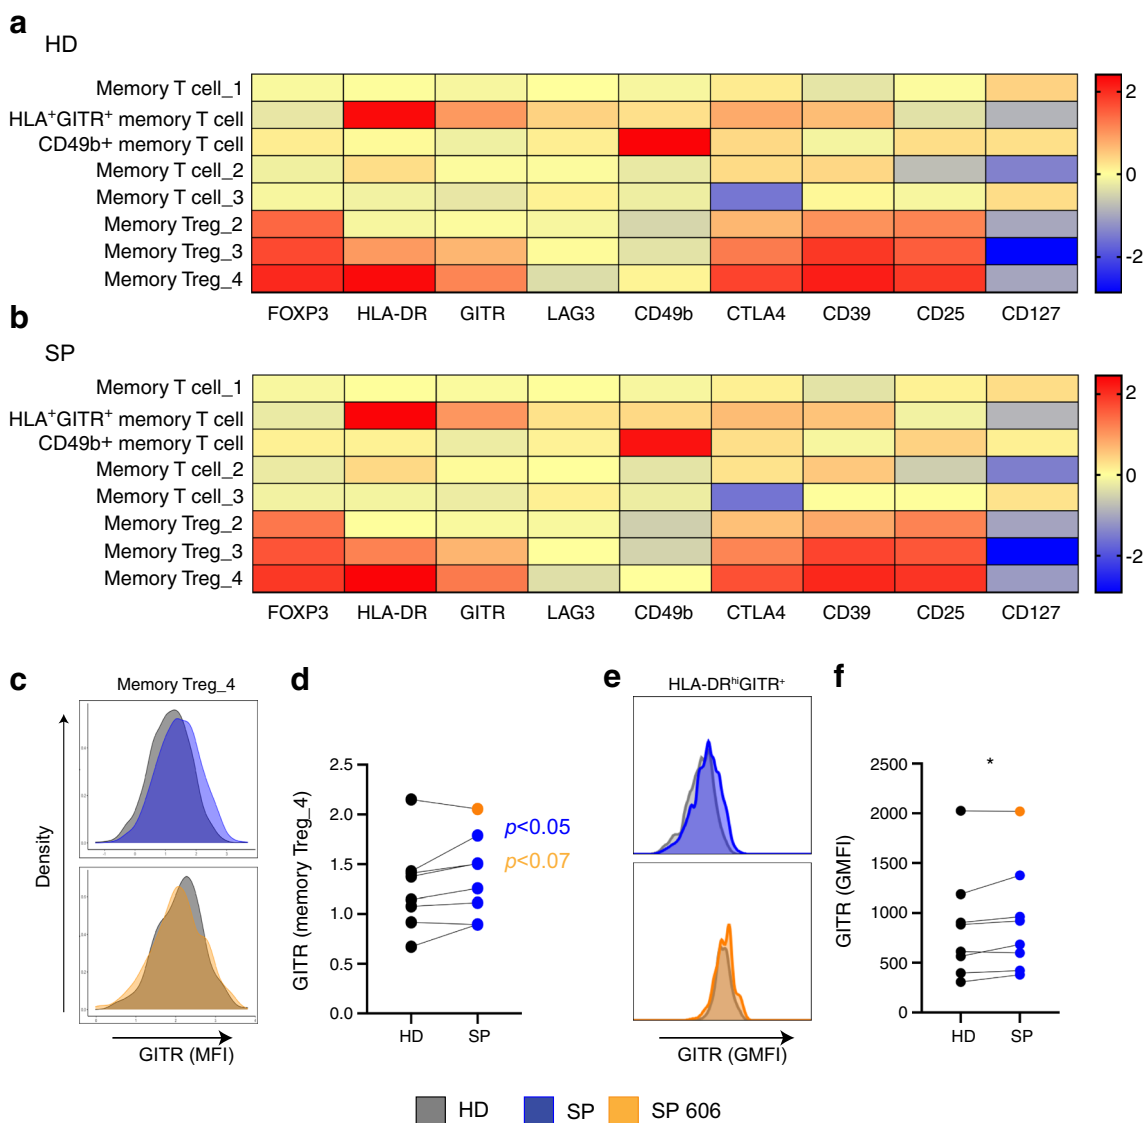 a
HD
Memory T cell_1
HLA⁺GITR⁺ memory T cell
CD49b+ memory T cell
Memory T cell_2
Memory T cell_3
Memory Treg_2
Memory Treg_3
Memory Treg_4
FOXP3 HLA-DR GITR LAG3 CD49b CTLA4 CD39 CD25 CD127
2
0
-2
b
SP
Memory T cell_1
HLA⁺GITR⁺ memory T cell
CD49b+ memory T cell
Memory T cell_2
Memory T cell_3
Memory Treg_2
Memory Treg_3
Memory Treg_4
FOXP3 HLA-DR GITR LAG3 CD49b CTLA4 CD39 CD25 CD127
2
0
-2
c
Memory Treg_4
Density
GITR (MFI)
d
GITR (memory Treg_4)
2.5
2.0
1.5
1.0
0.5
0.0
HD SP
p<0.05
p<0.07
e
HLA-DRʰⁱGITR⁺
GITR (GMFI)
f
GITR (GMFI)
2500
2000
1500
1000
500
0
*
HD SP
HD SP SP 606